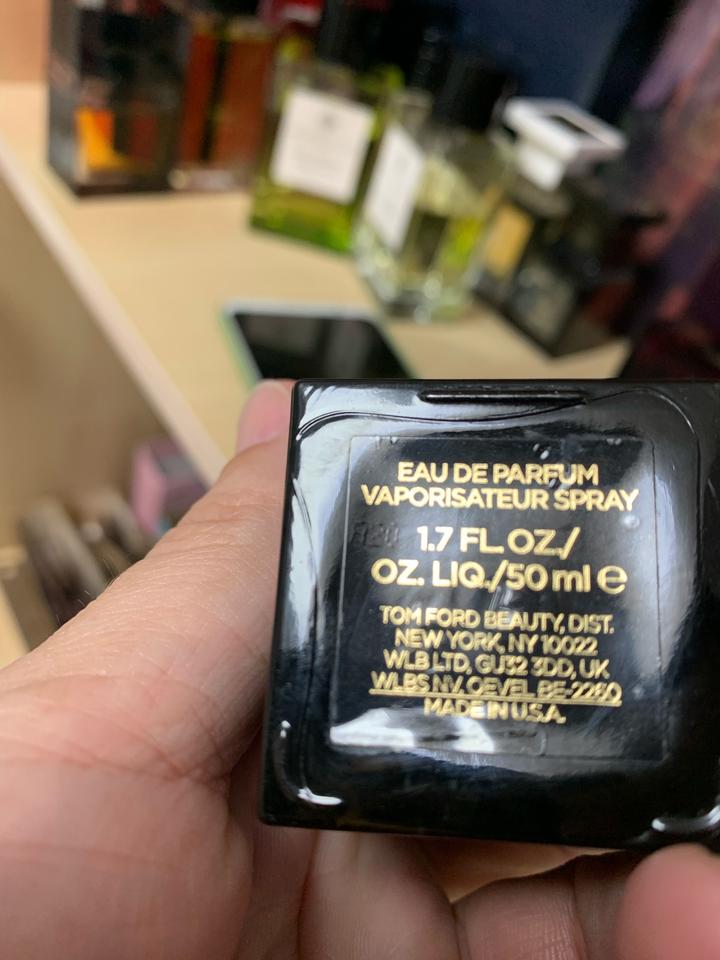 EAU DE PARFUM
VAPORISATEUR SPRAY
A20
1.7 FL. OZ./
OZ. LIQ./50 ml e
TOM FORD BEAUTY, DIST.
NEW YORK, NY 10022
WLB LTD, GU32 3DD, UK
WLBS NV. OEVEL BE-2260
MADE IN U.S.A.